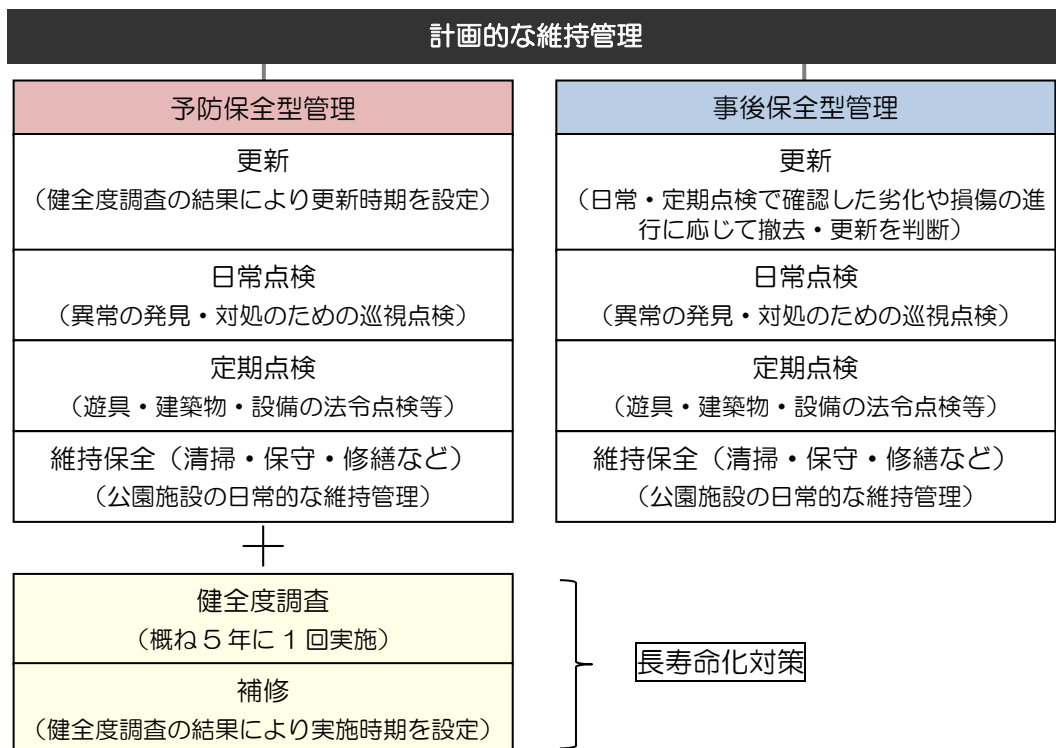 計画的な維持管理
予防保全型管理
更新
（健全度調査の結果により更新時期を設定）
日常点検
（異常の発見・対処のための巡視点検）
定期点検
（遊具・建築物・設備の法令点検等）
維持保全（清掃・保守・修繕など）
（公園施設の日常的な維持管理）
事後保全型管理
更新
（日常・定期点検で確認した劣化や損傷の進
行に応じて撤去・更新を判断）
日常点検
（異常の発見・対処のための巡視点検）
定期点検
（遊具・建築物・設備の法令点検等）
維持保全（清掃・保守・修繕など）
（公園施設の日常的な維持管理）
＋
健全度調査
（概ね５年に１回実施）
補修
（健全度調査の結果により実施時期を設定）
長寿命化対策